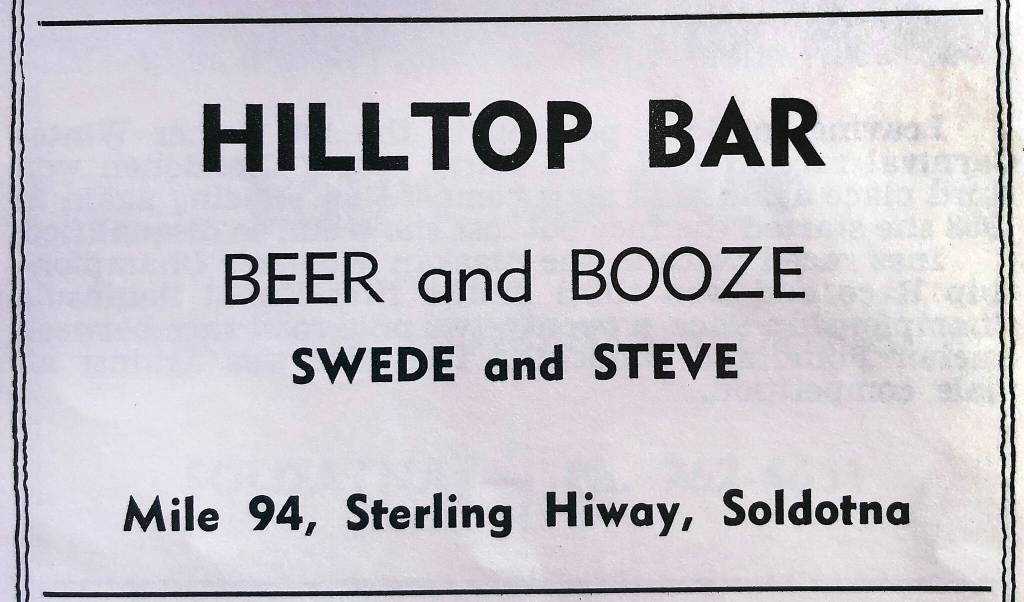 HILLTOP BAR
BEER and BOOZE
SWEDE and STEVE
Mile 94, Sterling Hiway, Soldotna